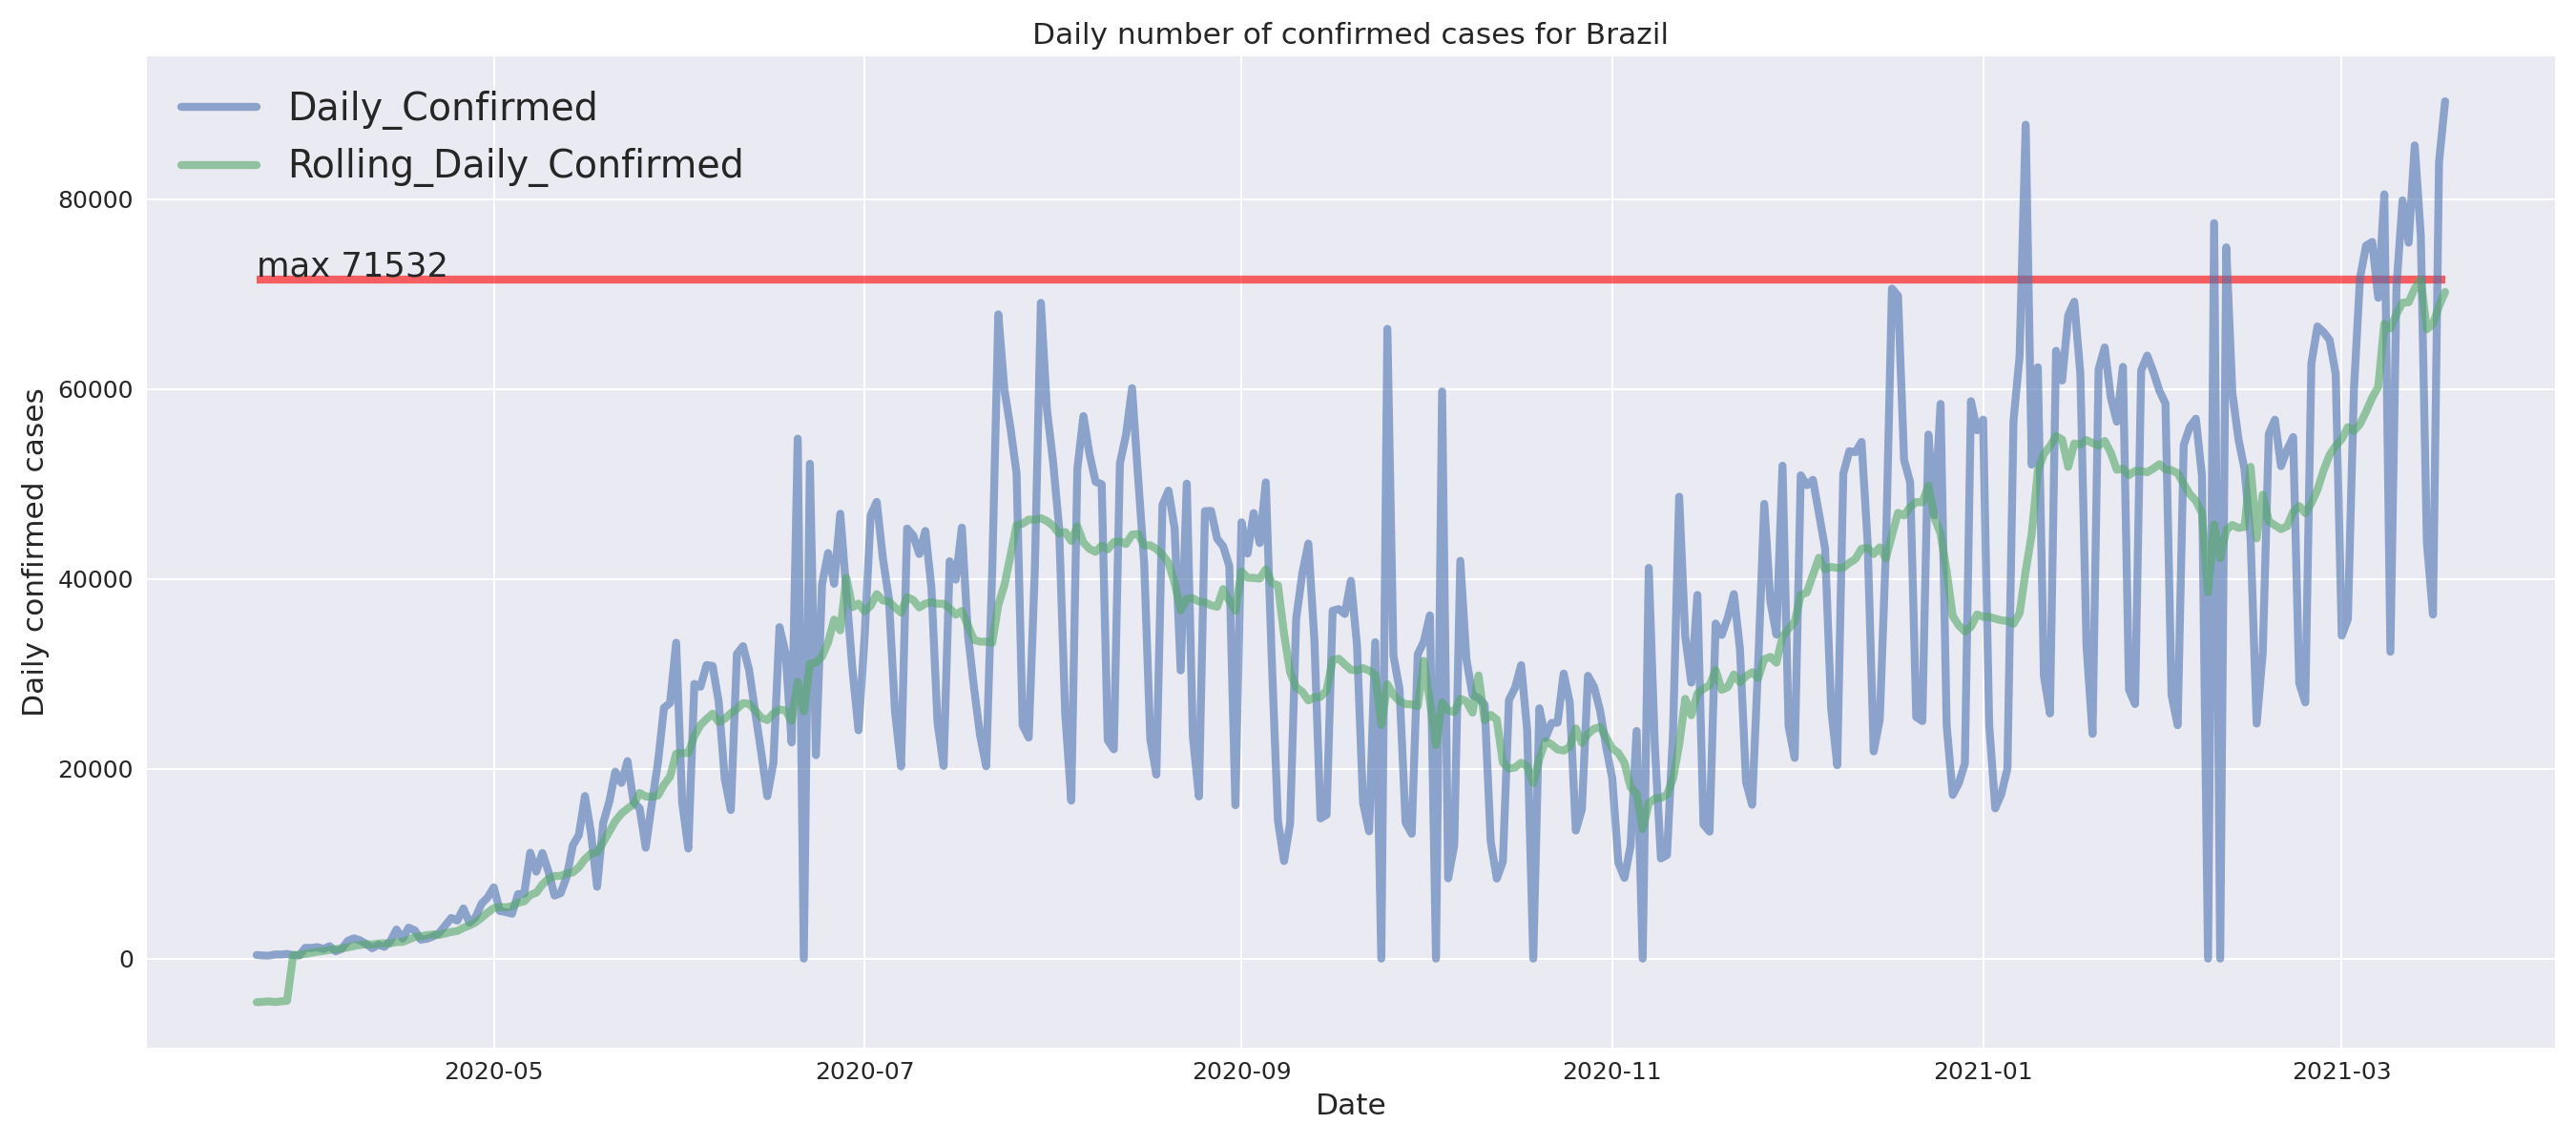 Daily number of confirmed cases for Brazil
Daily_Confirmed
Rolling_Daily_Confirmed
80000
max 71532
60000
40000
20000
0
Daily confirmed cases
2020-05
2020-07
2020-09
2020-11
2021-01
2021-03
Date